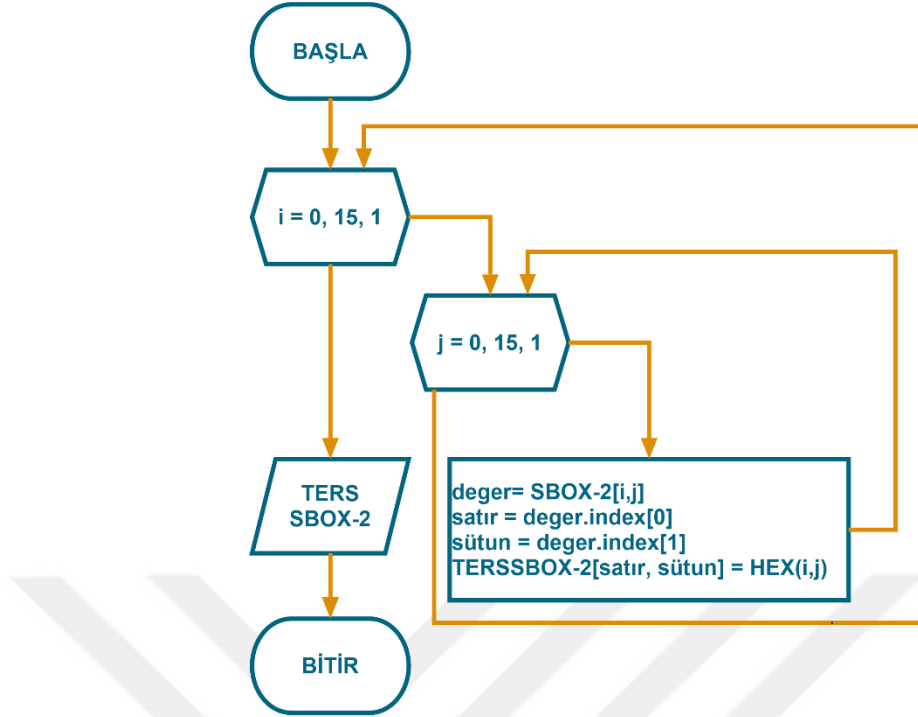 BAŞLA
i = 0, 15, 1
j = 0, 15, 1
deger= SBOX-2[i,j]
satır = deger.index[0]
sütun = deger.index[1]
TERSSBOX-2[satır, sütun] = HEX(i,j)
TERS
SBOX-2
BİTİR